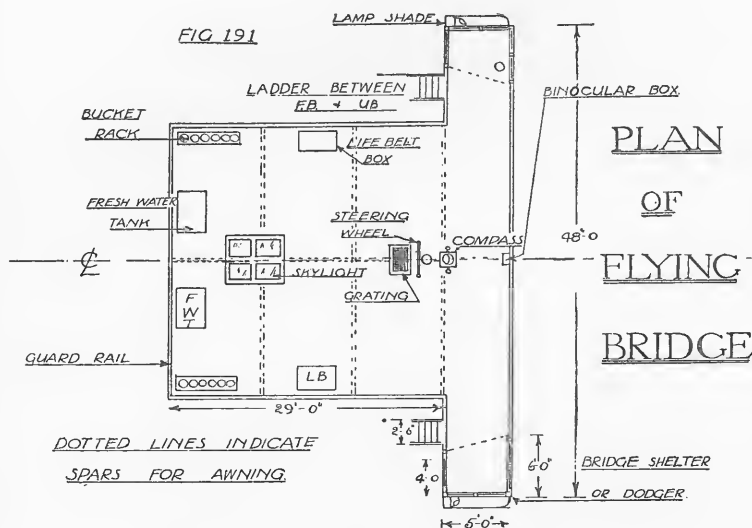 FIG 191
LAMP SHADE
LADDER BETWEEN
F.B. & U.B
BINOCULAR BOX
BUCKET
RACK
LIFE BELT
BOX
PLAN
OF
FLYING
BRIDGE
FRESH WATER
TANK
STEERING
WHEEL
COMPASS
48'-0
SKYLIGHT
GRATING
F
W
T
GUARD RAIL
LB
29'-0"
2'-6"
DOTTED LINES INDICATE
SPARS FOR AWNING.
4'-0
6'-0"
BRIDGE SHELTER
OR DODGER.
5'-0"